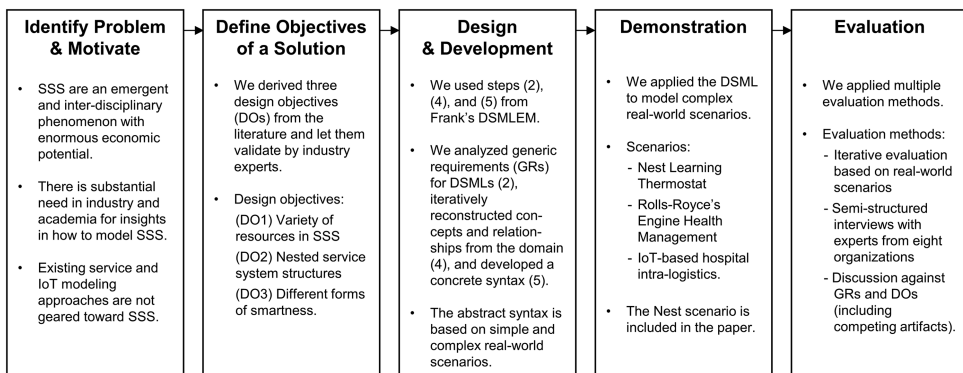 Identify Problem
& Motivate
• SSS are an emergent
and inter-disciplinary
phenomenon with
enormous economic
potential.
• There is substantial
need in industry and
academia for insights
in how to model SSS.
• Existing service and
IoT modeling
approaches are not
geared toward SSS.
Define Objectives
of a Solution
• We derived three
design objectives
(DOs) from the
literature and let them
validate by industry
experts.
• Design objectives:
(DO1) Variety of
resources in SSS
(DO2) Nested service
system structures
(DO3) Different forms
of smartness.
Design
& Development
• We used steps (2),
(4), and (5) from
Frank's DSMLEM.
• We analyzed generic
requirements (GRs)
for DSMLs (2),
iteratively
reconstructed con-
cepts and relation-
ships from the domain
(4), and developed a
concrete syntax (5).
• The abstract syntax is
based on simple and
complex real-world
scenarios.
Demonstration
• We applied the DSML
to model complex
real-world scenarios.
• Scenarios:
- Nest Learning
Thermostat
- Rolls-Royce's
Engine Health
Management
- IoT-based hospital
intra-logistics.
• The Nest scenario is
included in the paper.
Evaluation
• We applied multiple
evaluation methods.
• Evaluation methods:
- Iterative evaluation
based on real-world
scenarios
- Semi-structured
interviews with
experts from eight
organizations
- Discussion against
GRs and DOs
(including
competing artifacts).